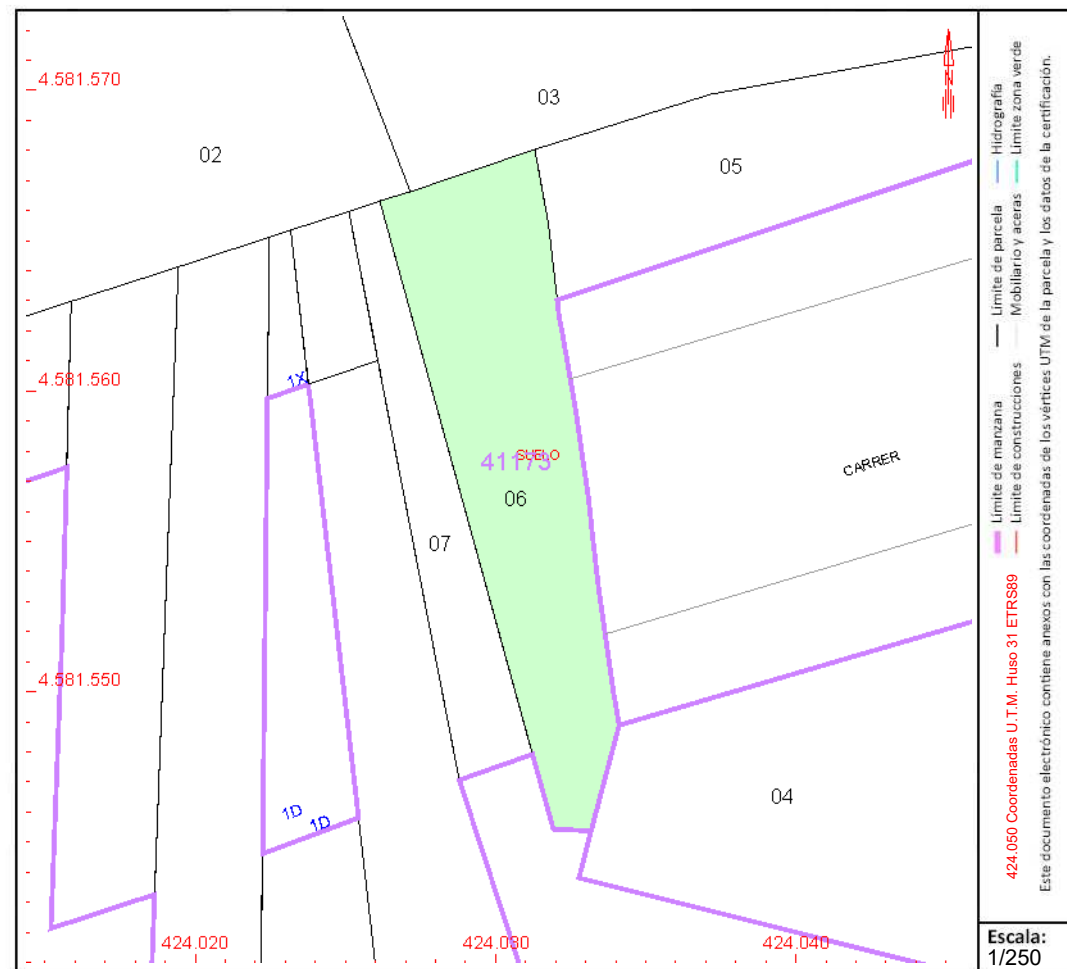 4.581.570
03
02
05
N
4.581.560
1X
SUELO
41173
CARRER
06
07
4.581.550
04
1D
1D
424.020
424.030
424.040
424.050 Coordenadas U.T.M. Huso 31 ETRS89
Límite de manzana
Límite de parcela
Hidrografía
Límite de construcciones
Mobiliario y aceras
Límite zona verde
Este documento electrónico contiene anexos con las coordenadas de los vértices UTM de la parcela y los datos de la certificación.
Escala:
1/250